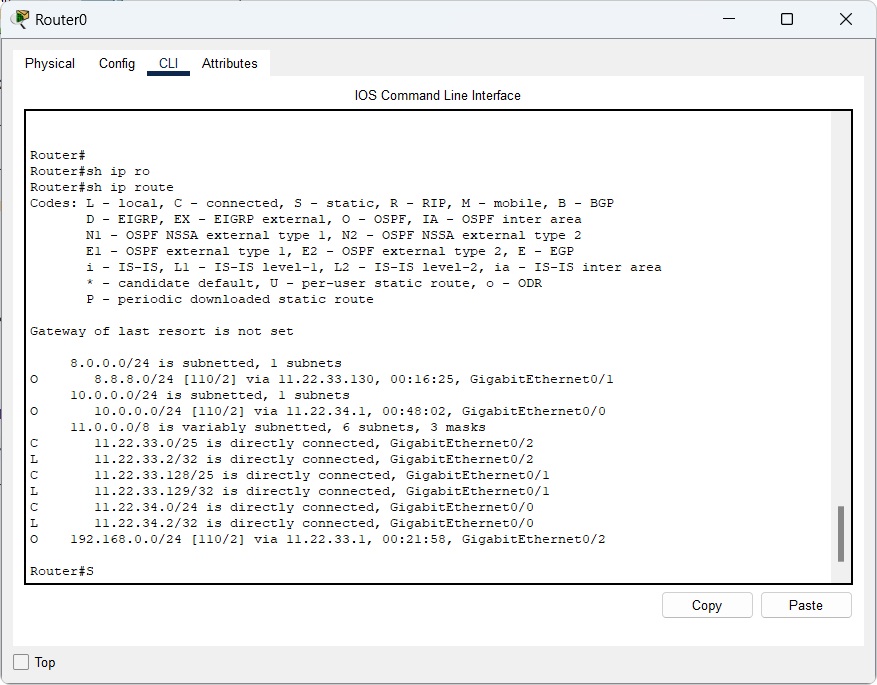 Router0
Physical Config CLI Attributes
IOS Command Line Interface
Router#
Router#sh ip ro
Router#sh ip route
Codes: L - local, C - connected, S - static, R - RIP, M - mobile, B - BGP
D - EIGRP, EX - EIGRP external, O - OSPF, IA - OSPF inter area
N1 - OSPF NSSA external type 1, N2 - OSPF NSSA external type 2
E1 - OSPF external type 1, E2 - OSPF external type 2, E - EGP
i - IS-IS, L1 - IS-IS level-1, L2 - IS-IS level-2, ia - IS-IS inter area
* - candidate default, U - per-user static route, o - ODR
P - periodic downloaded static route
Gateway of last resort is not set
8.0.0.0/24 is subnetted, 1 subnets
O 8.8.8.0/24 [110/2] via 11.22.33.130, 00:16:25, GigabitEthernet0/1
10.0.0.0/24 is subnetted, 1 subnets
O 10.0.0.0/24 [110/2] via 11.22.34.1, 00:48:02, GigabitEthernet0/0
11.0.0.0/8 is variably subnetted, 6 subnets, 3 masks
C 11.22.33.0/25 is directly connected, GigabitEthernet0/2
L 11.22.33.2/32 is directly connected, GigabitEthernet0/2
C 11.22.33.128/25 is directly connected, GigabitEthernet0/1
L 11.22.33.129/32 is directly connected, GigabitEthernet0/1
C 11.22.34.0/24 is directly connected, GigabitEthernet0/0
L 11.22.34.2/32 is directly connected, GigabitEthernet0/0
O 192.168.0.0/24 [110/2] via 11.22.33.1, 00:21:58, GigabitEthernet0/2
Router#S
Copy Paste
Top